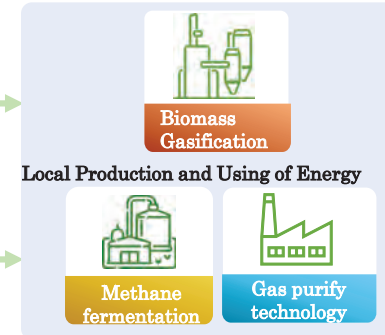 Biomass
Gasification
Local Production and Using of Energy
Methane
fermentation
Gas purify
technology